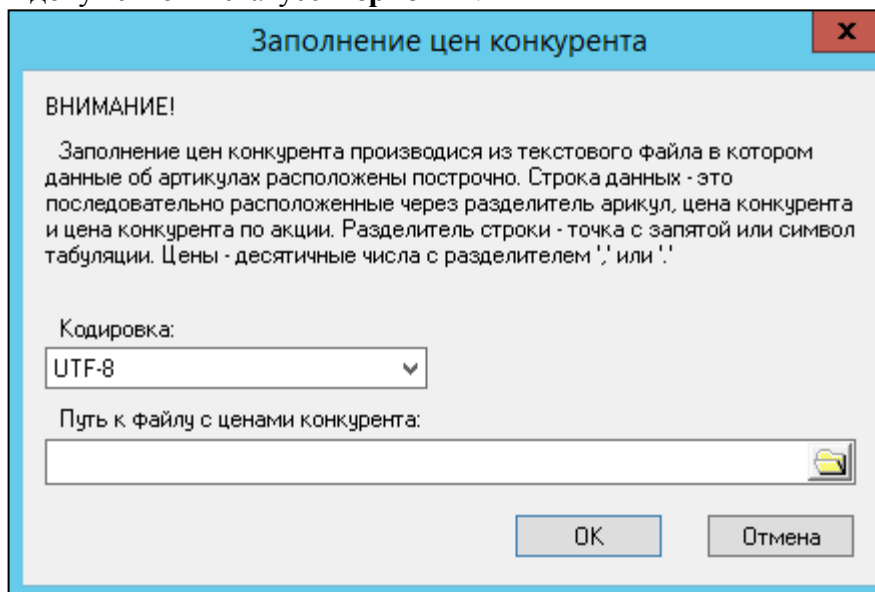 Заполнение цен конкурента
ВНИМАНИЕ!
Заполнение цен конкурента производися из текстового файла в котором
данные об артикулах расположены построчно. Строка данных - это
последовательно расположенные через разделитель арикул, цена конкурента
и цена конкурента по акции. Разделитель строки - точка с запятой или символ
табуляции. Цены - десятичные числа с разделителем ',' или '.'
Кодировка:
UTF-8
Путь к файлу с ценами конкурента:
OK
Отмена